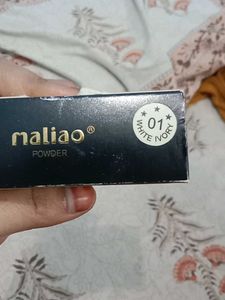 maliao®
POWDER
★ ★ ★
01
WHITE IVORY